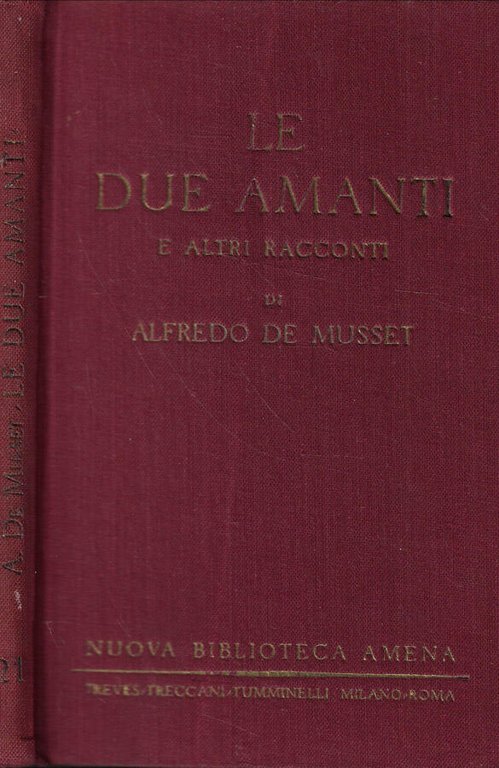 LE
DUE AMANTI
E ALTRI RACCONTI
DI
ALFREDO DE MUSSET
NUOVA BIBLIOTECA AMENA
TREVES-TRECCANI-TUMMINELLI MILANO-ROMA
A. DE MUSSET - LE DUE AMANTI
21